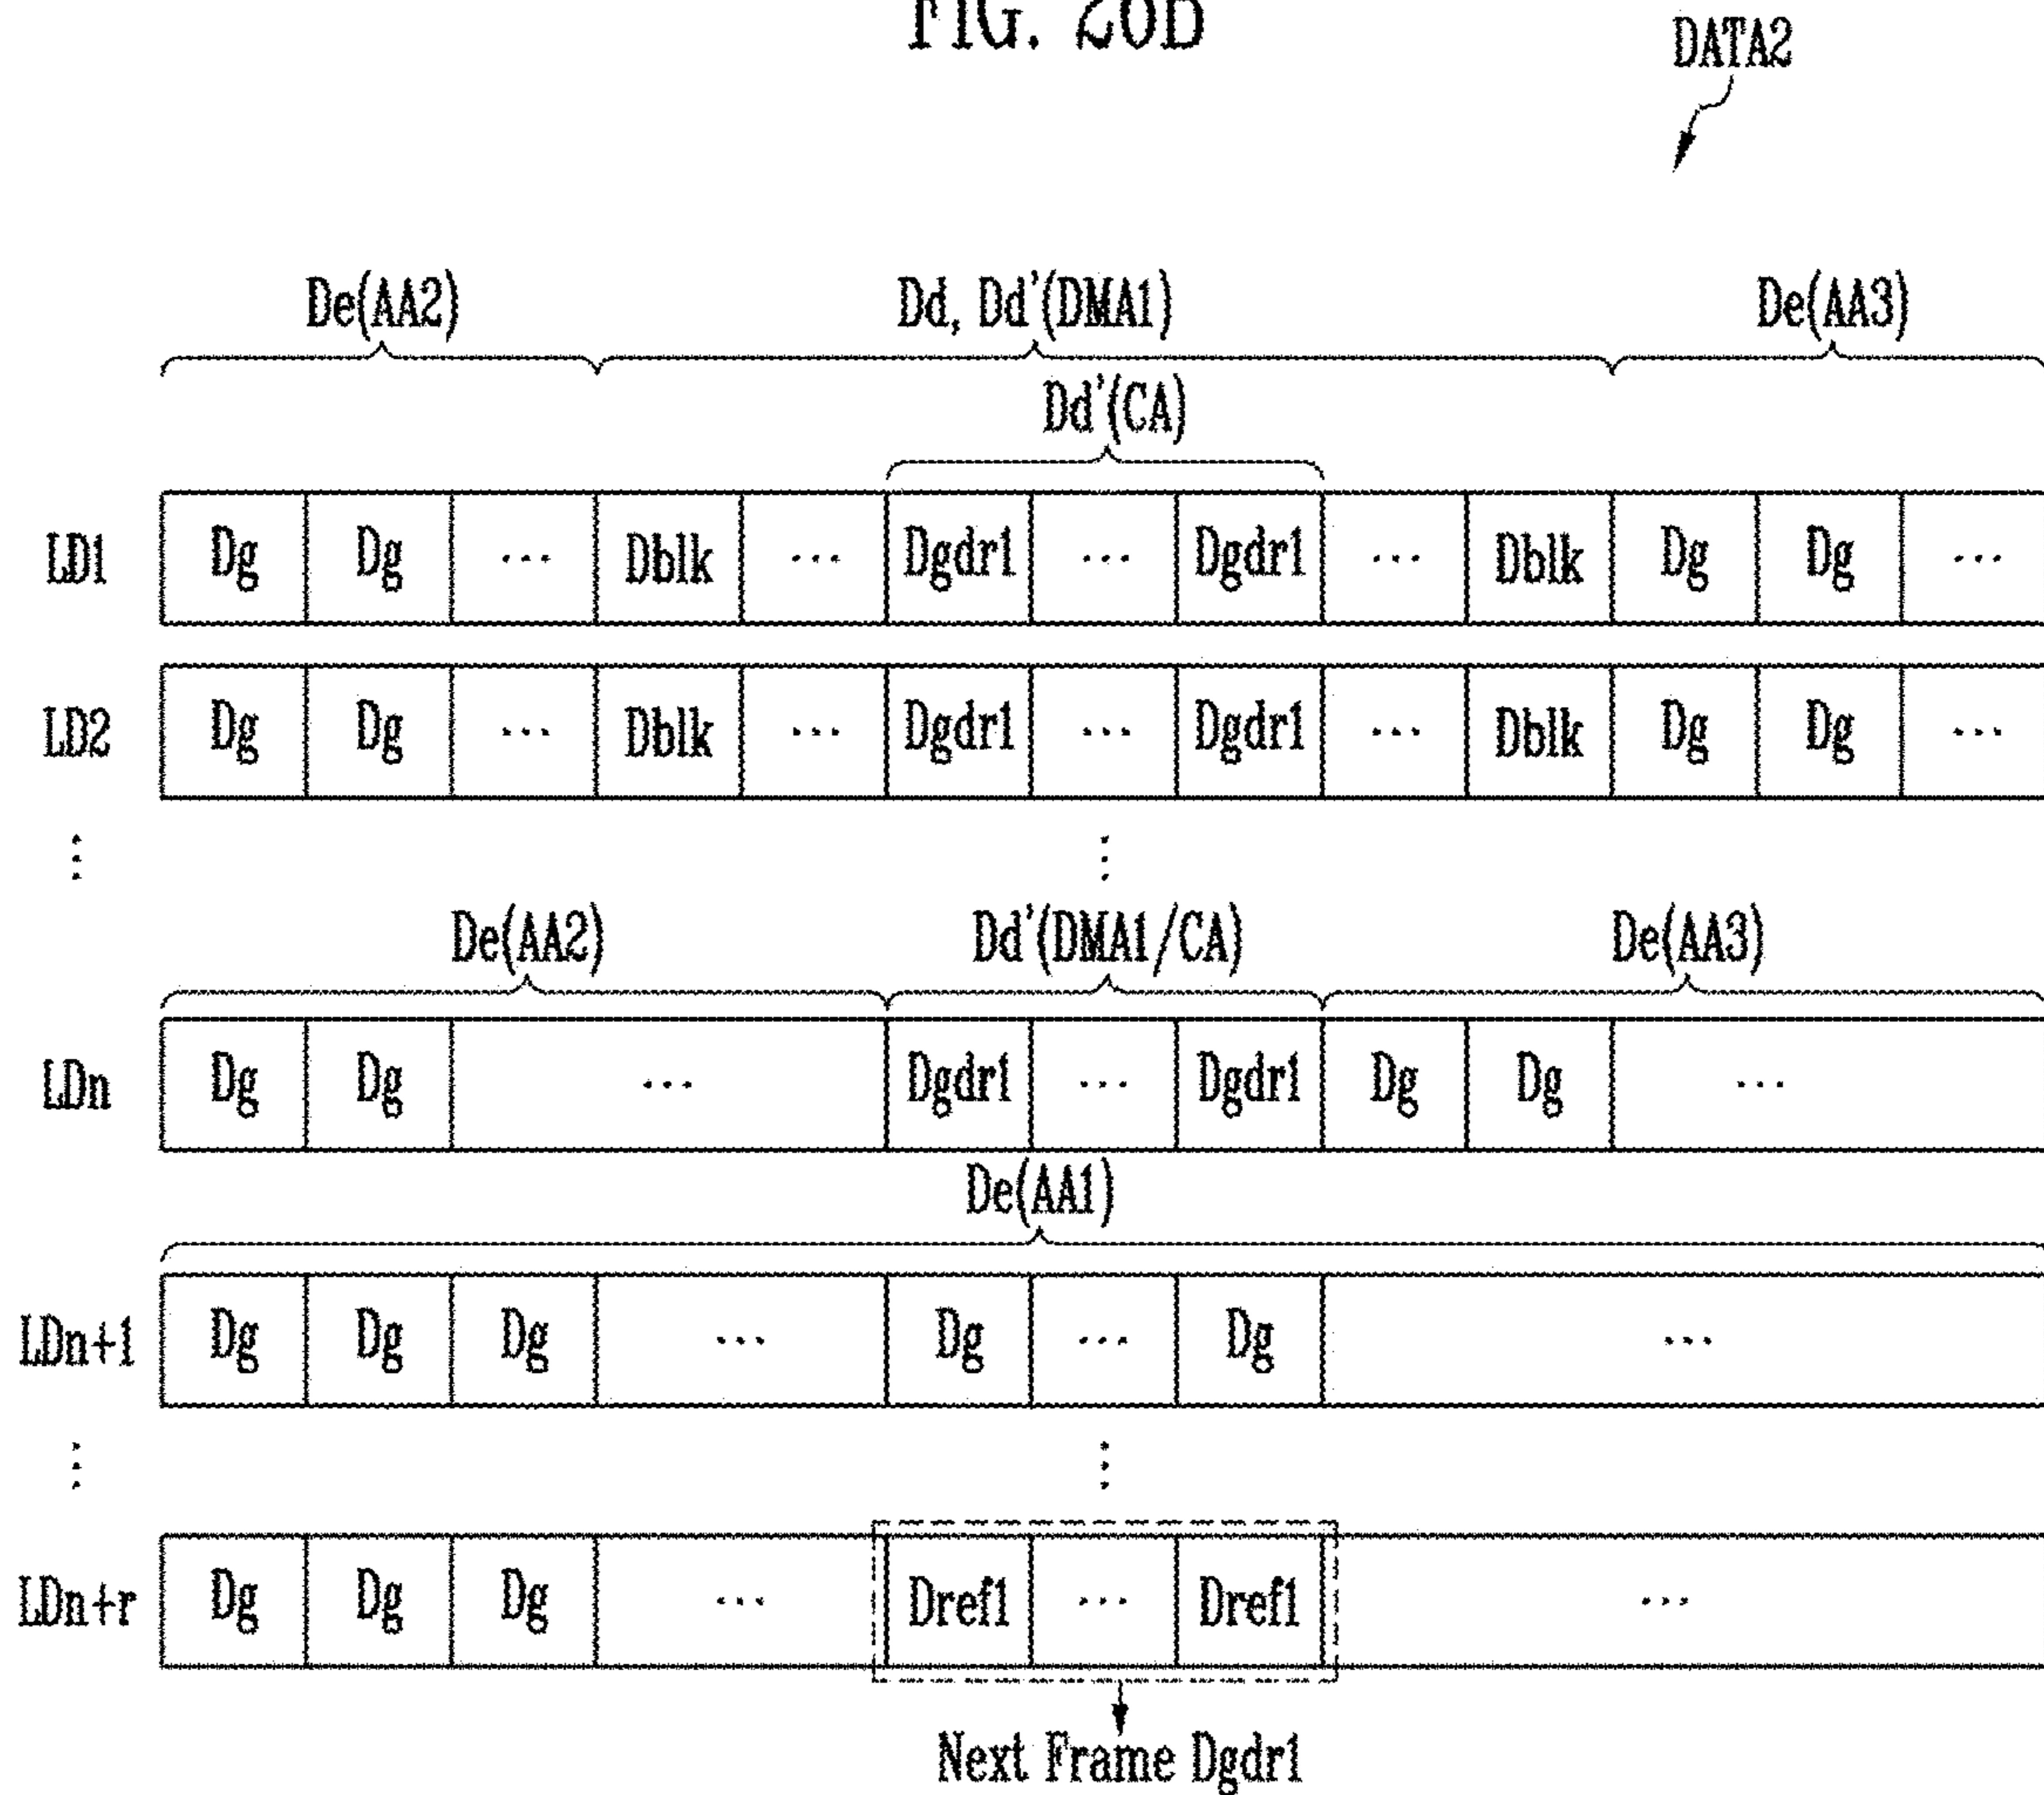 FIG. 20B
DATA2
De(AA2) Dd, Dd'(DMA1) De(AA3)
Dd'(CA)
LD1 Dg Dg ... Dblk ... Dgdr1 ... Dgdr1 ... Dblk Dg Dg ...
LD2 Dg Dg ... Dblk ... Dgdr1 ... Dgdr1 ... Dblk Dg Dg ...
De(AA2) Dd'(DMA1/CA) De(AA3)
LDn Dg Dg ... Dgdr1 ... Dgdr1 Dg Dg ...
De(AA1)
LDn+1 Dg Dg Dg ... Dg ... Dg ...
LDn+r Dg Dg Dg ... Dref1 ... Dref1 ...
Next Frame Dgdr1